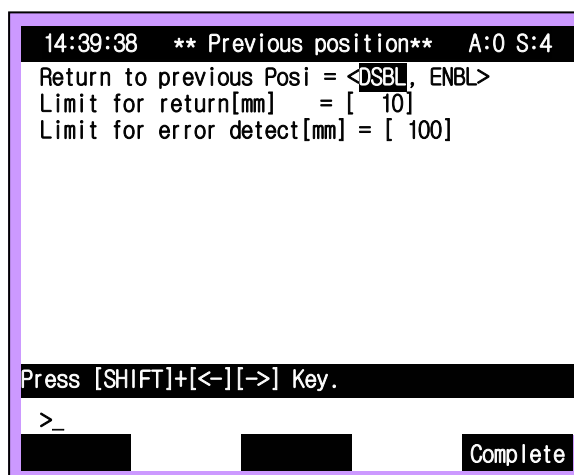 14:39:38 ** Previous position** A:0 S:4
Return to previous Posi = <DSBL, ENBL>
Limit for return[mm] = [ 10]
Limit for error detect[mm] = [ 100]
Press [SHIFT]+[<-][->] Key.
>_
Complete